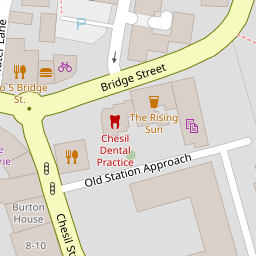 Lane
P
Bridge Street
o 5 Bridge
St.
The Rising
Sun
Chesil
Dental
Practice
Old Station Approach
rie
Burton
House
8-10
Chesil St